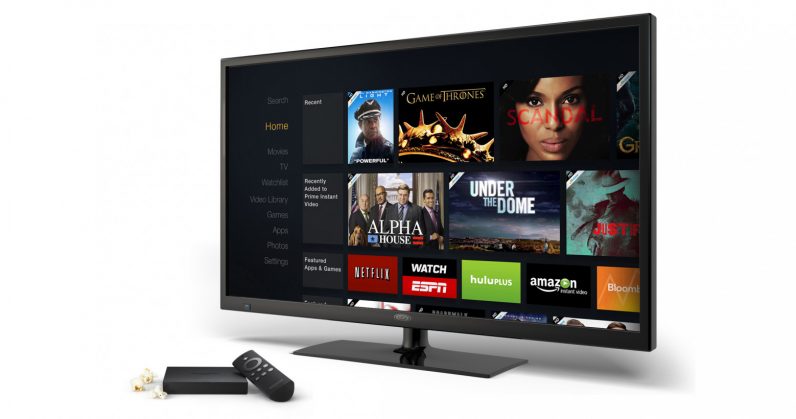 Search
Home
Movies
TV
Watchlist
Video Library
Games
Apps
Photos
Settings
Recent
LIGHT
"POWERFUL"
GAME OF THRONES
SCANDAL
Recently
Added to
Prime Instant
Video
ALPHA
HOUSE
UNDER
THE DOME
JUST
Featured
Apps & Games
NETFLIX
WATCH
ESPN
huluPLUS
amazon
instant video
Bloom